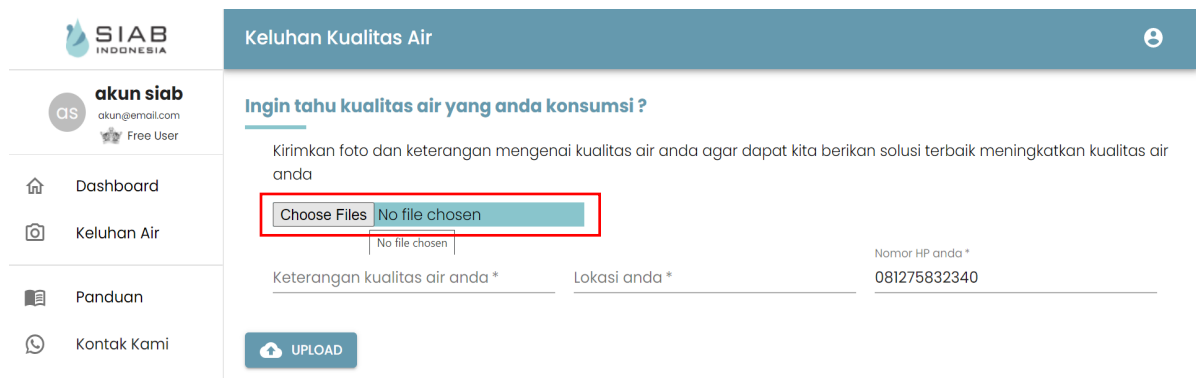 SIAB
INDONESIA
Keluhan Kualitas Air
as
akun siab
akun@email.com
Free User
Dashboard
Keluhan Air
Panduan
Kontak Kami
Ingin tahu kualitas air yang anda konsumsi ?
Kirimkan foto dan keterangan mengenai kualitas air anda agar dapat kita berikan solusi terbaik meningkatkan kualitas air
anda
Choose Files No file chosen
No file chosen
Keterangan kualitas air anda *
Lokasi anda *
Nomor HP anda *
081275832340
UPLOAD